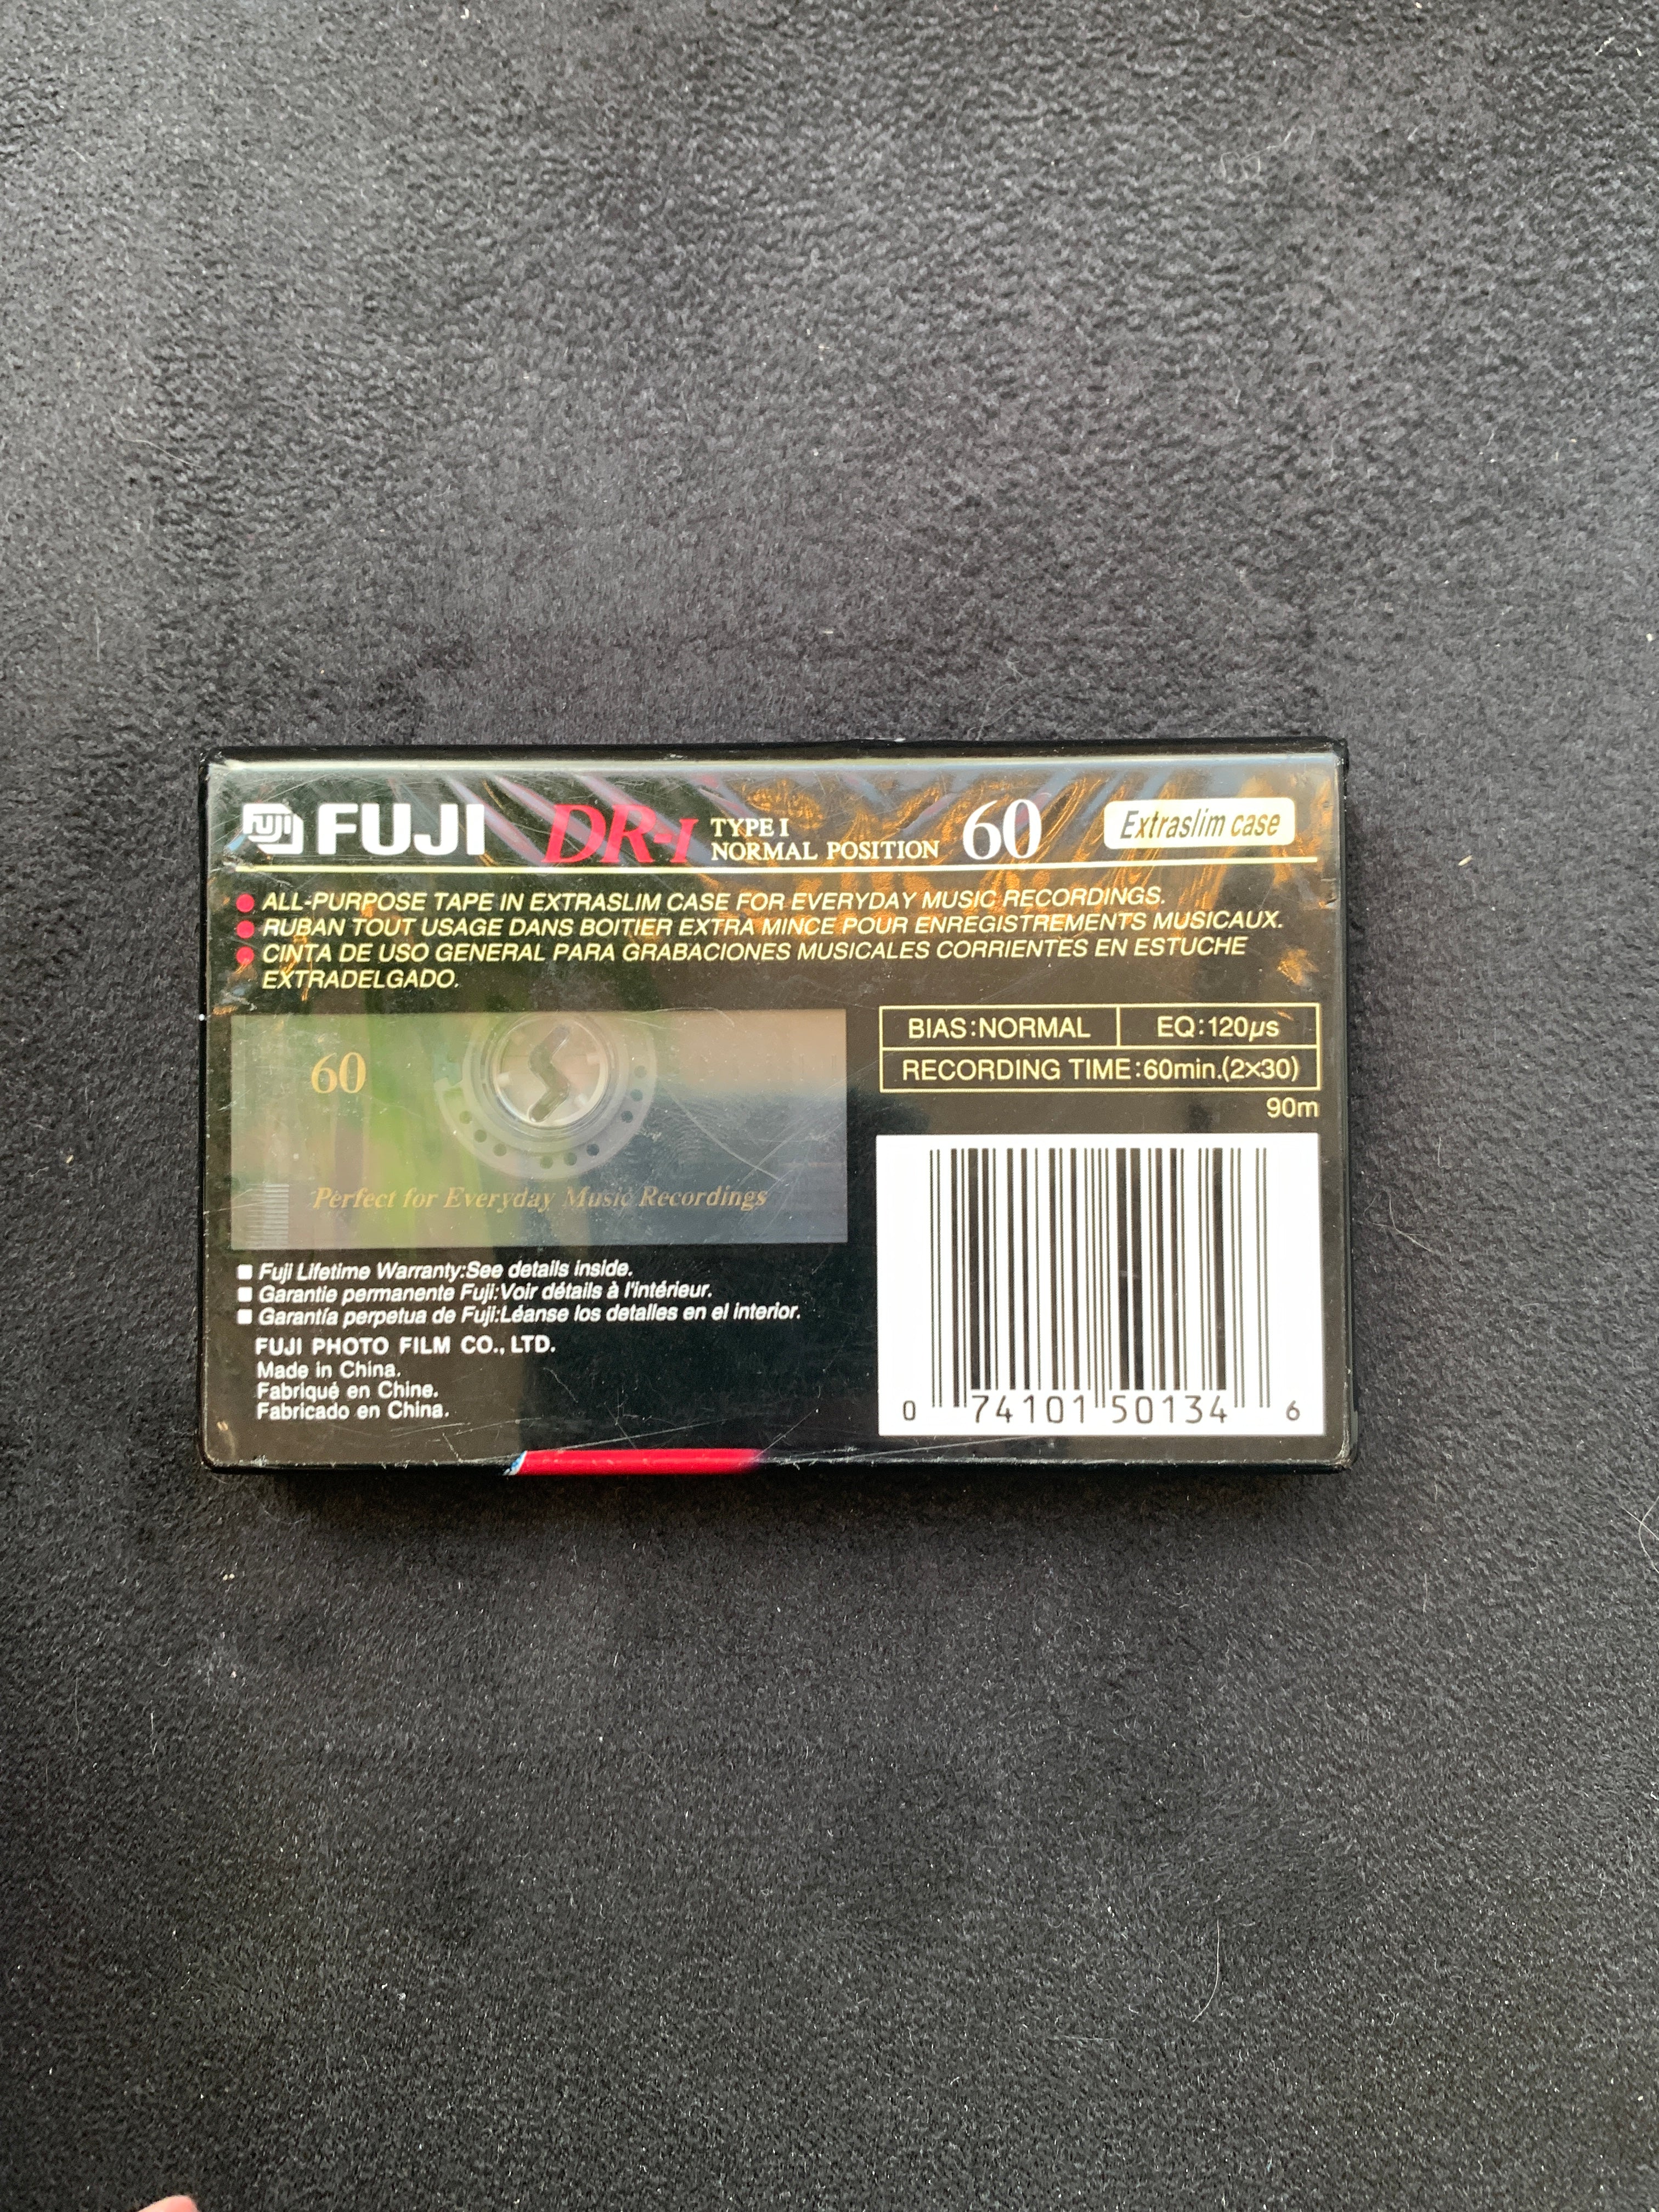 FUJI FUJI DR-I TYPE I NORMAL POSITION 60 Extraslim case
ALL-PURPOSE TAPE IN EXTRASLIM CASE FOR EVERYDAY MUSIC RECORDINGS.
RUBAN TOUT USAGE DANS BOITIER EXTRA MINCE POUR ENREGISTREMENTS MUSICAUX.
CINTA DE USO GENERAL PARA GRABACIONES MUSICALES CORRIENTES EN ESTUCHE
EXTRADELGADO.
60
Perfect for Everyday Music Recordings
BIAS:NORMAL EQ:120µs
RECORDING TIME:60min.(2×30)
90m
■ Fuji Lifetime Warranty:See details inside.
■ Garantie permanente Fuji:Voir détails à l'intérieur.
■ Garantía perpetua de Fuji:Léanse los detalles en el interior.
FUJI PHOTO FILM CO., LTD.
Made in China.
Fabriqué en Chine.
Fabricado en China.
0 74101 50134 6